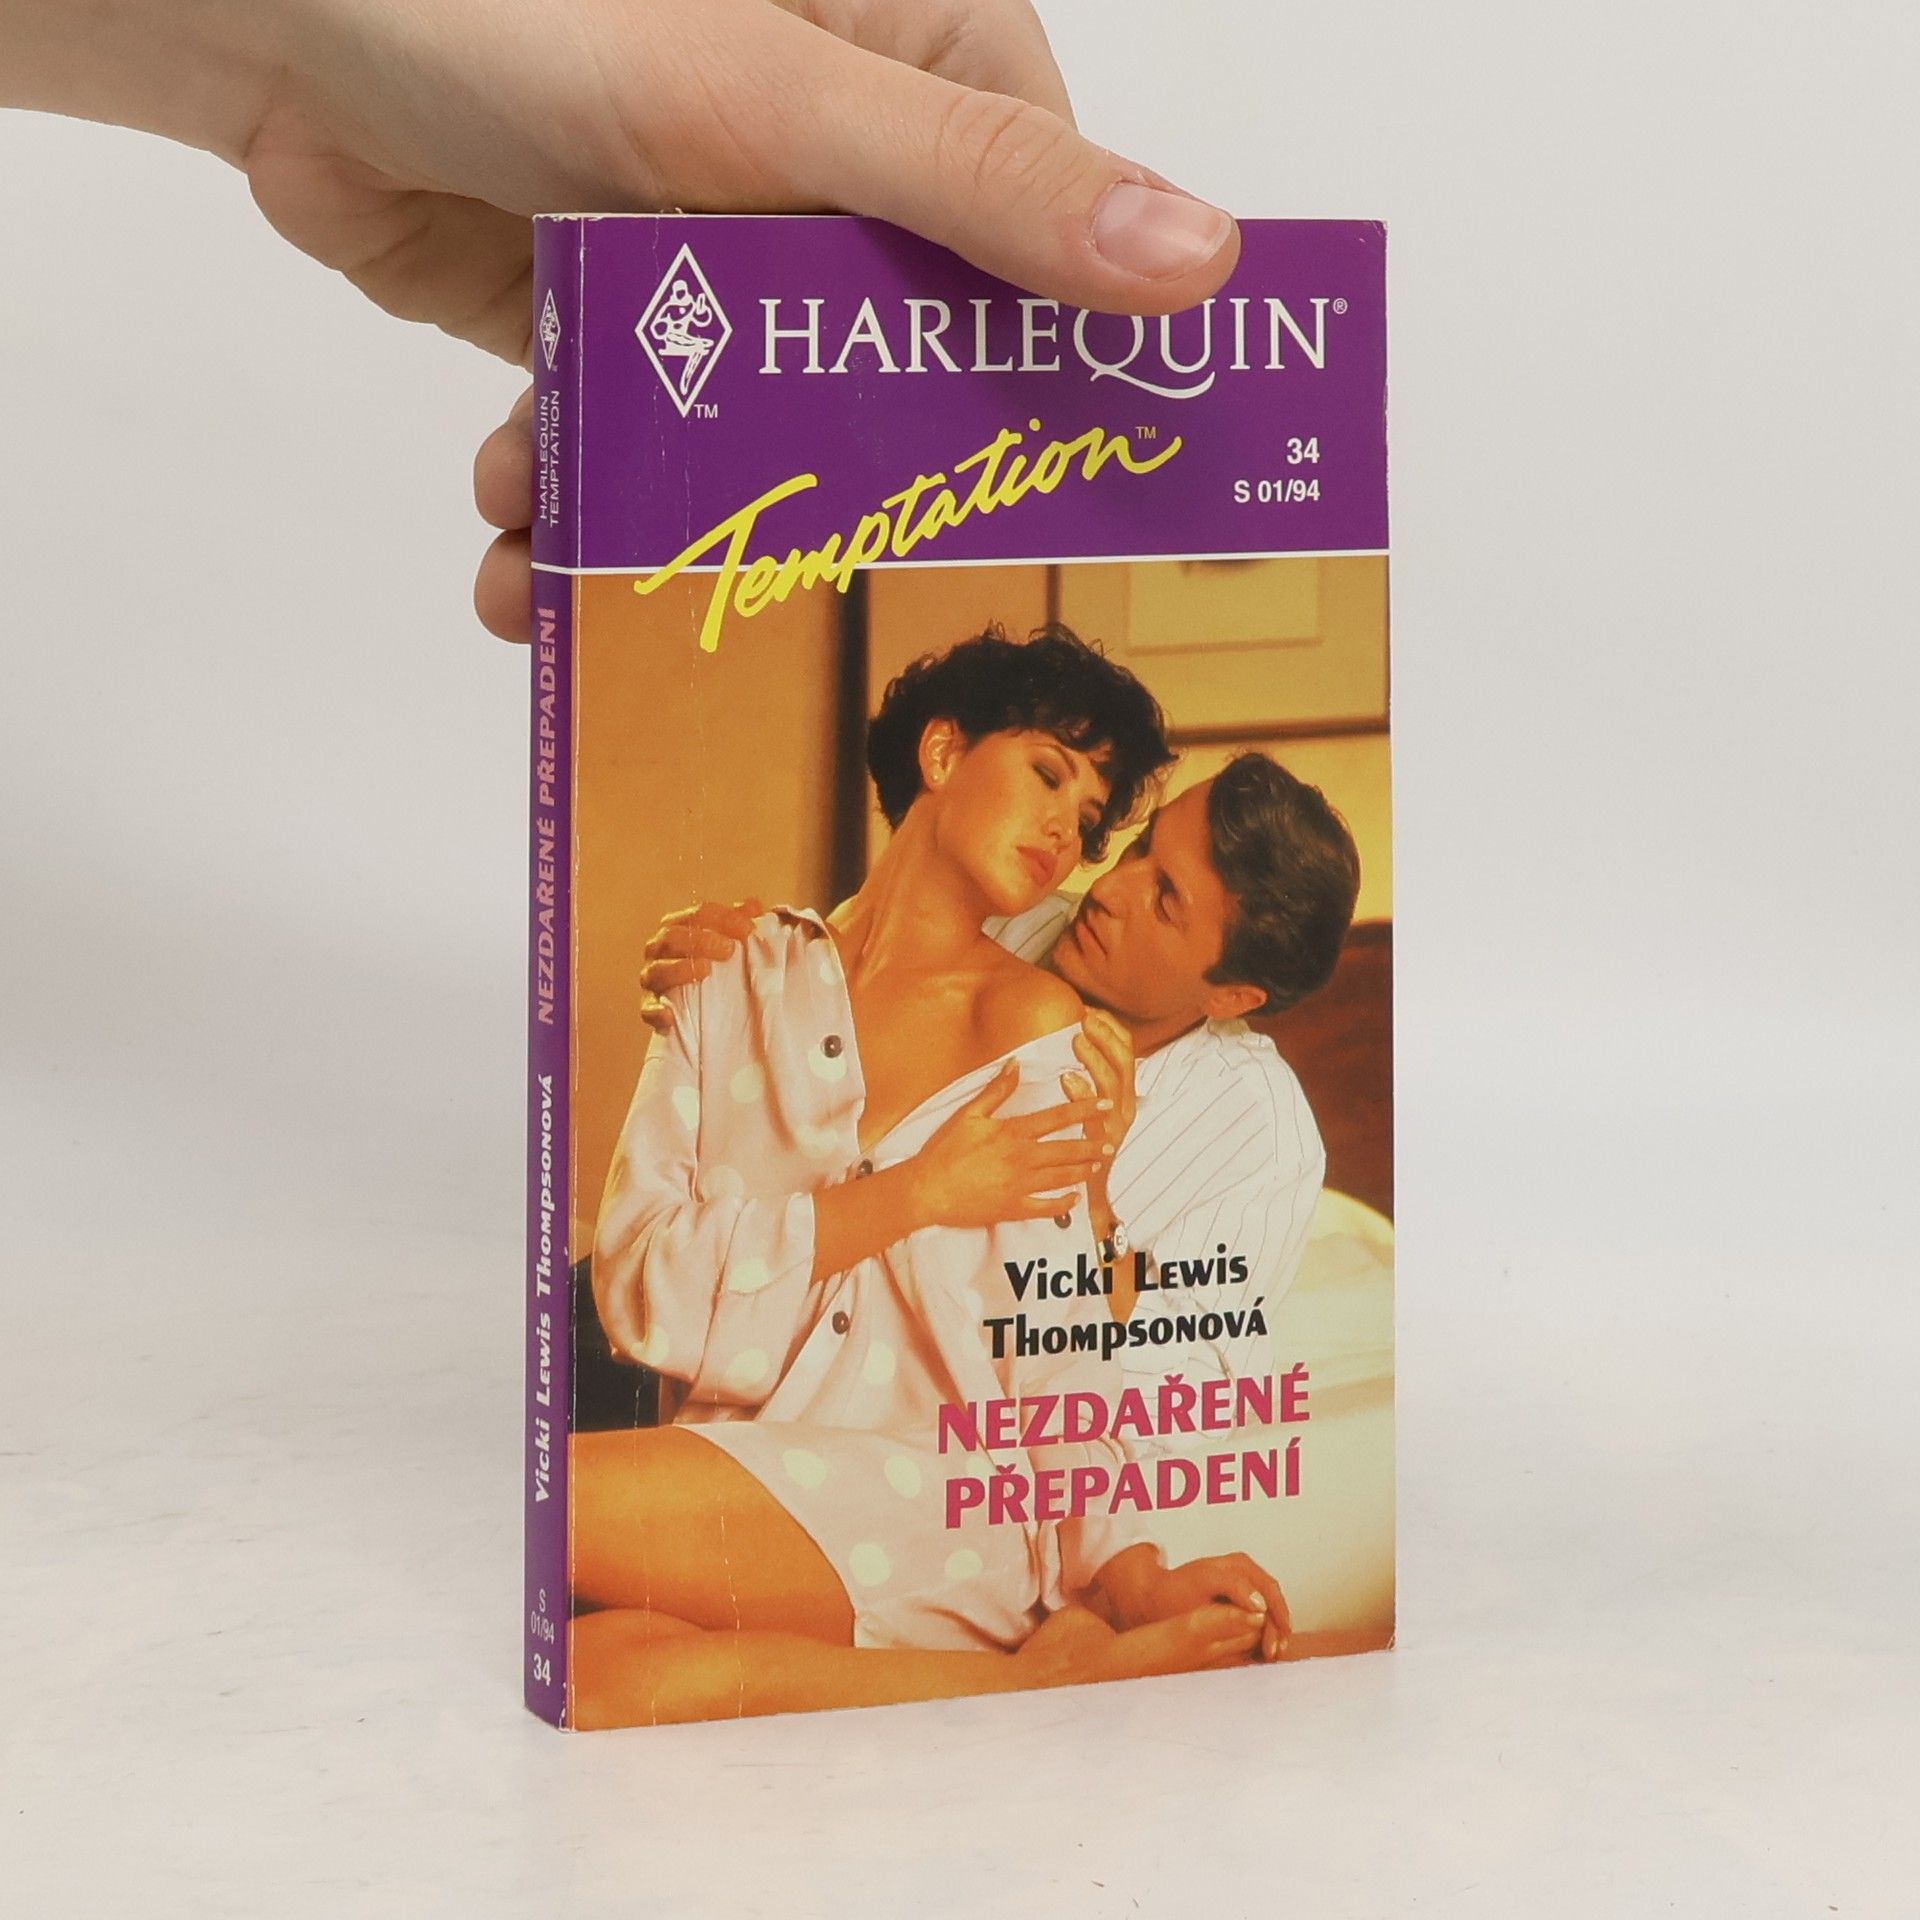 HARLEQUIN®
TM
Temptation™
34
S 01/94
Vicki Lewis
Thompsonová
NEZDAŘENÉ
PŘEPADENÍ
HARLEQUIN
TEMPTATION
NEZDAŘENÉ PŘEPADENÍ
Vicki Lewis Thompsonová
S
01/94
34